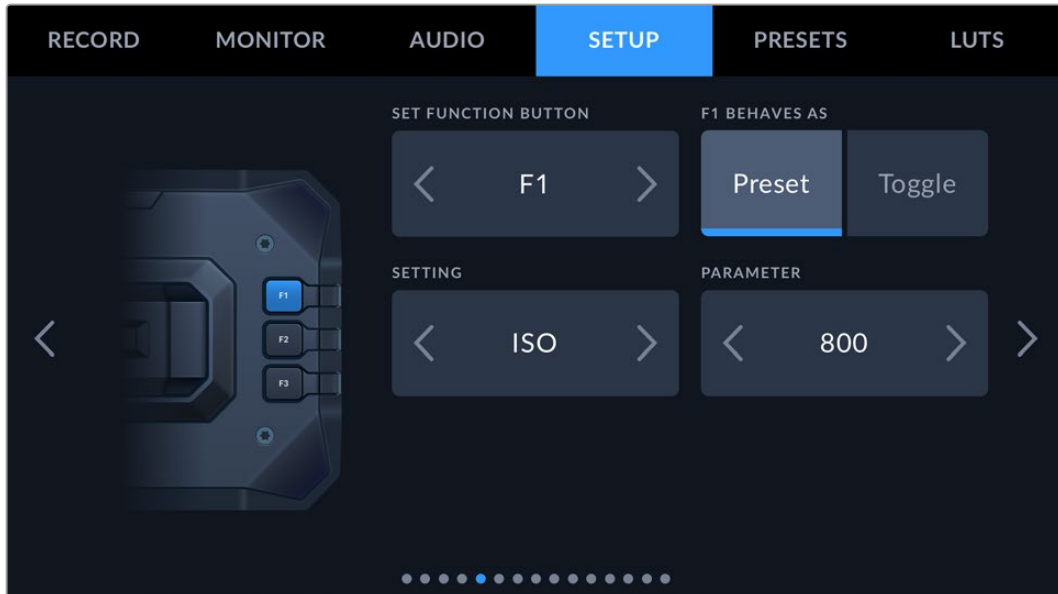 RECORD MONITOR AUDIO SETUP PRESETS LUTS
SET FUNCTION BUTTON F1 BEHAVES AS
F1 Preset Toggle
SETTING PARAMETER
ISO 800
F1
F2
F3